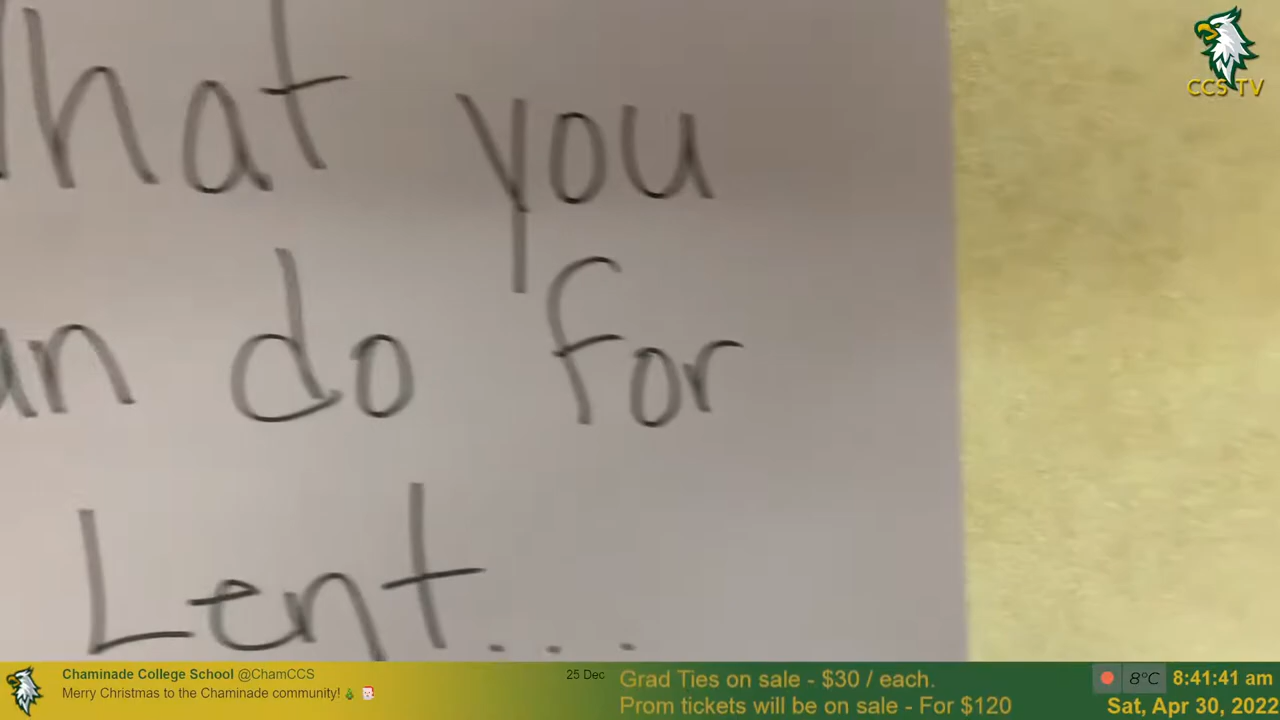 What you
an do for
Lent...
CCS TV
Chaminade College School @ChamCCS
25 Dec
Merry Christmas to the Chaminade community!🎄 🎅
Grad Ties on sale - $30 / each.
Prom tickets will be on sale - For $120
8°C
8:41:41 am
Sat, Apr 30, 2022